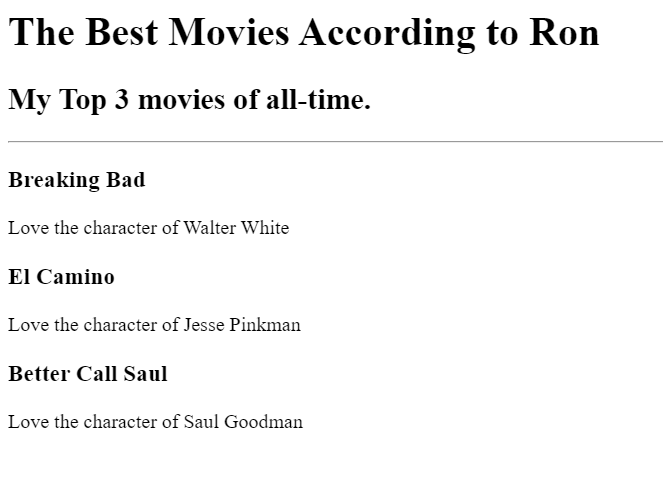 The Best Movies According to Ron
My Top 3 movies of all-time.
Breaking Bad
Love the character of Walter White
El Camino
Love the character of Jesse Pinkman
Better Call Saul
Love the character of Saul Goodman